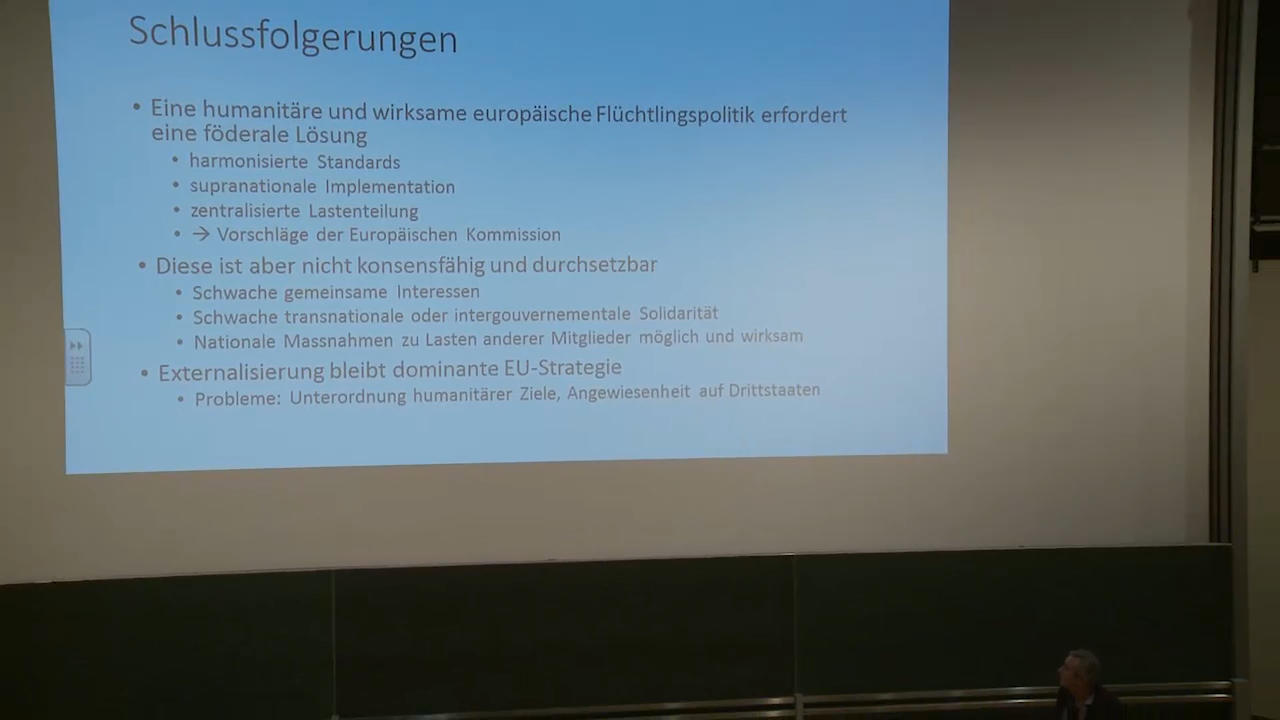 Schlussfolgerungen
• Eine humanitäre und wirksame europäische Flüchtlingspolitik erfordert
eine föderale Lösung
• harmonisierte Standards
• supranationale Implementation
• zentralisierte Lastenteilung
• → Vorschläge der Europäischen Kommission
• Diese ist aber nicht konsensfähig und durchsetzbar
• Schwache gemeinsame Interessen
• Schwache transnationale oder intergouvernementale Solidarität
• Nationale Massnahmen zu Lasten anderer Mitglieder möglich und wirksam
• Externalisierung bleibt dominante EU-Strategie
• Probleme: Unterordnung humanitärer Ziele, Angewiesenheit auf Drittstaaten